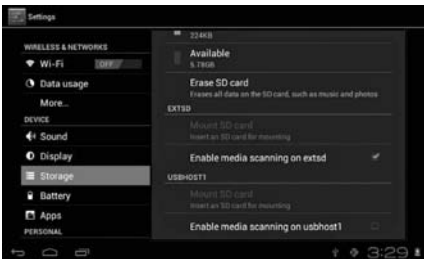 Settings
WIRELESS & NETWORKS
Wi-Fi
OFF
Data usage
More...
DEVICE
Sound
Display
Storage
Battery
Apps
PERSONAL
224KB
Available
5.78GB
Erase SD card
Erases all data on the SD card, such as music and photos
EXTSD
Mount SD card
Insert an SD card for mounting
Enable media scanning on extsd
USBHOST1
Mount SD card
Insert an SD card for mounting
Enable media scanning on usbhost1
3:29